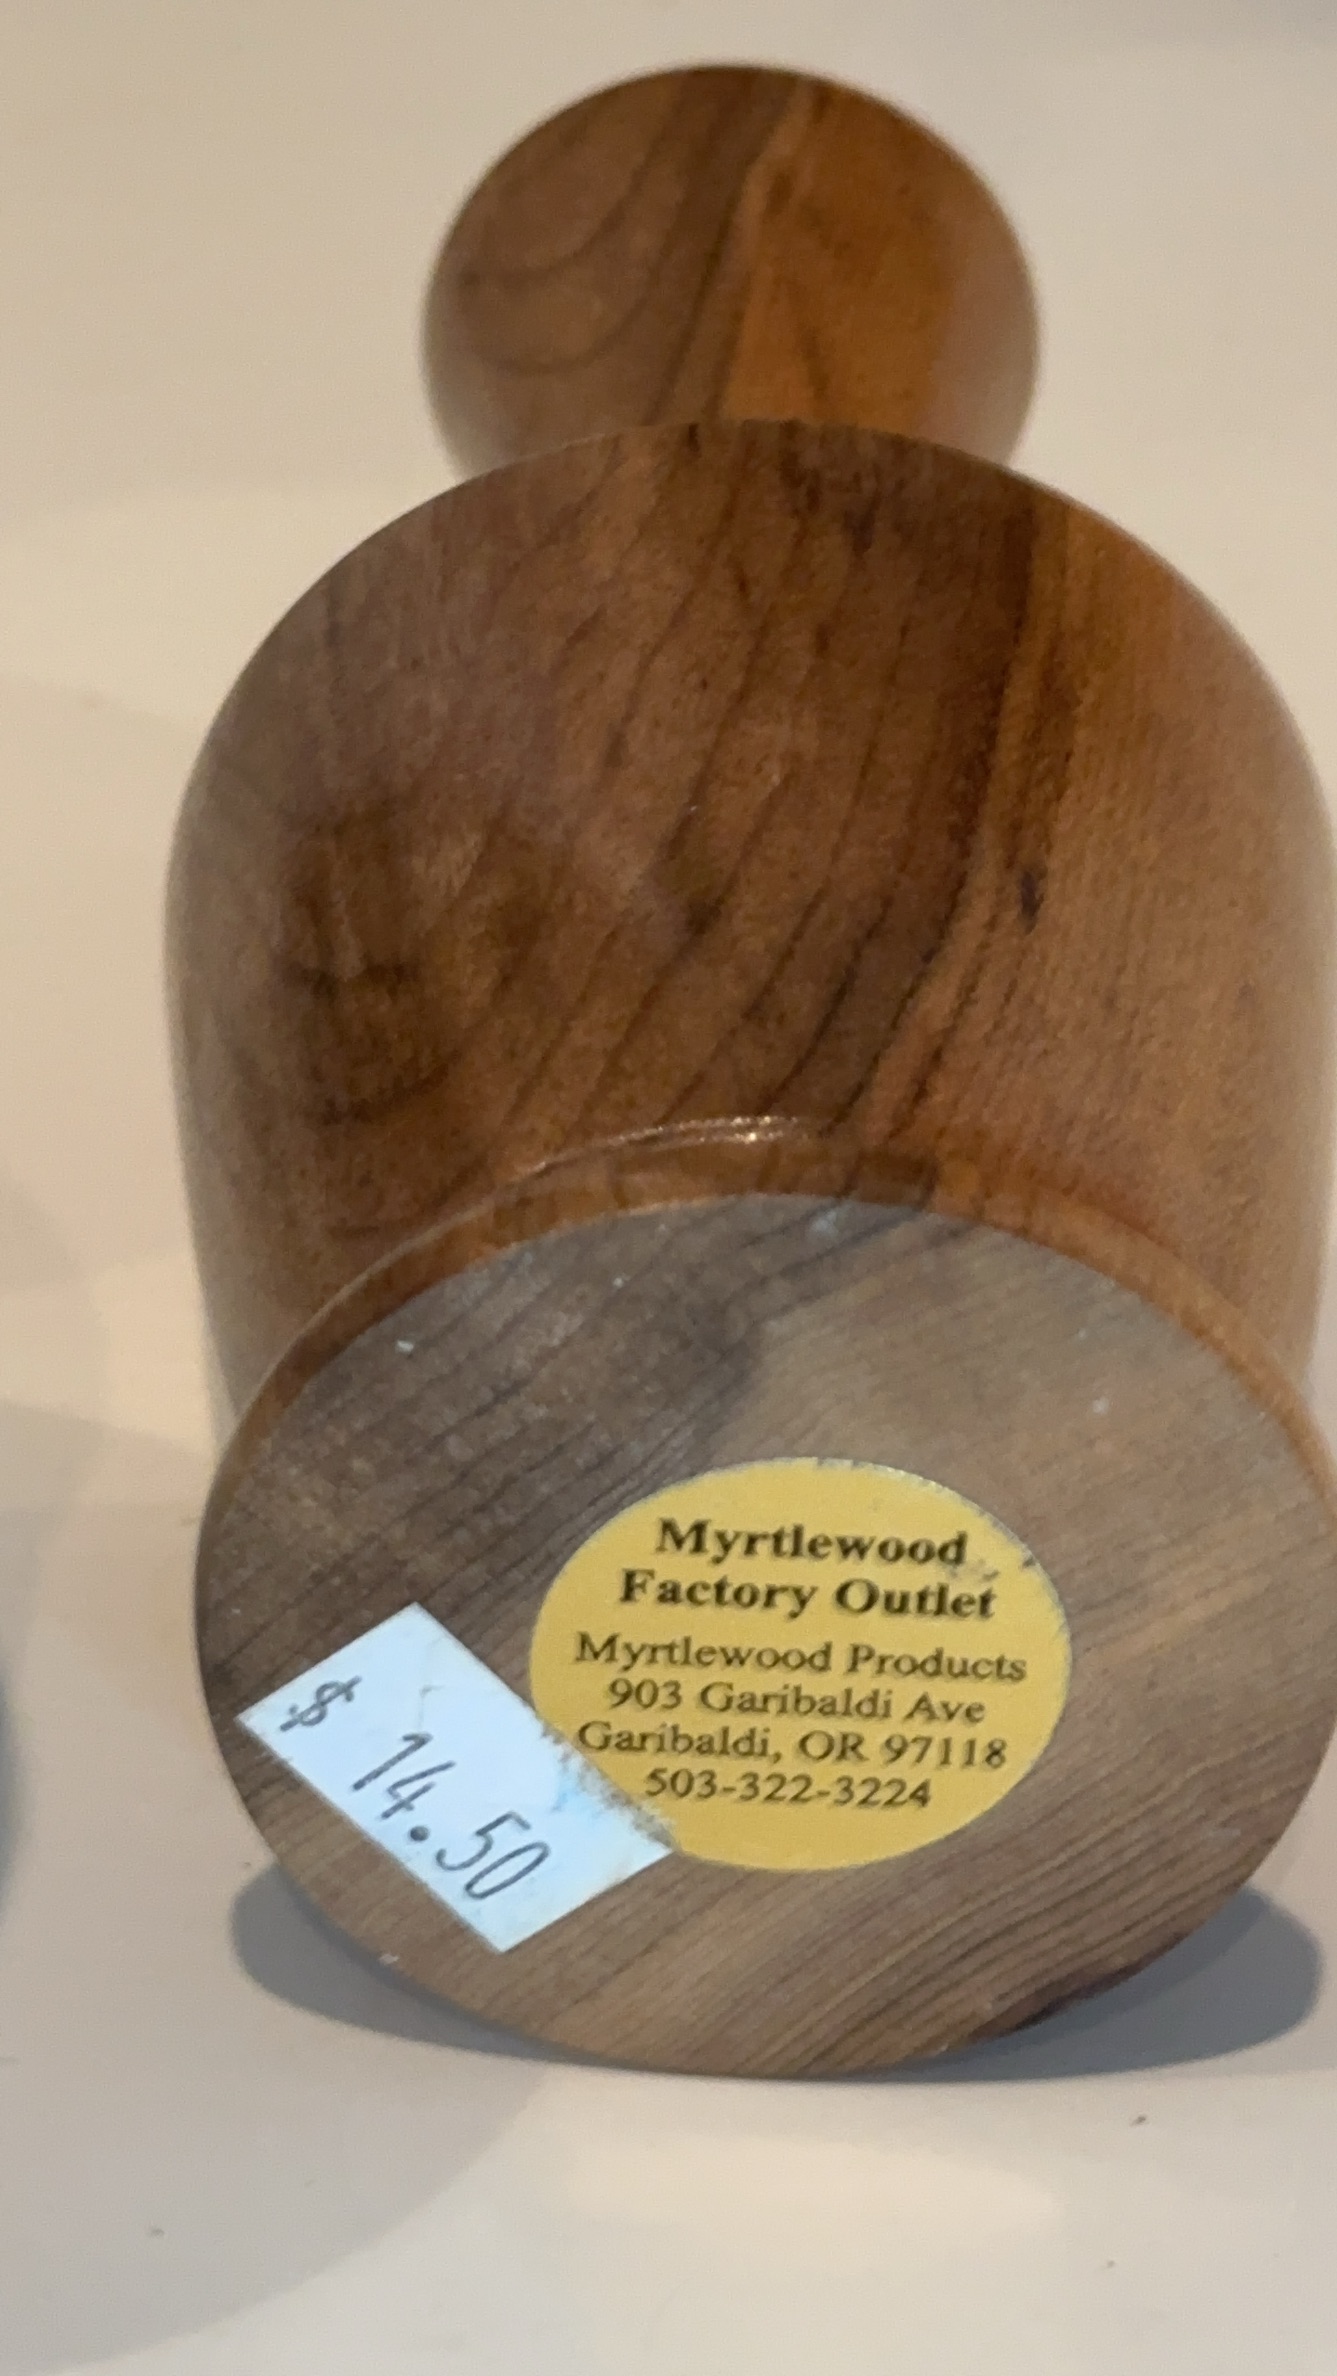 Myrtlewood
Factory Outlet
Myrtlewood Products
903 Garibaldi Ave
Garibaldi, OR 97118
503-322-3224
$ 14.50